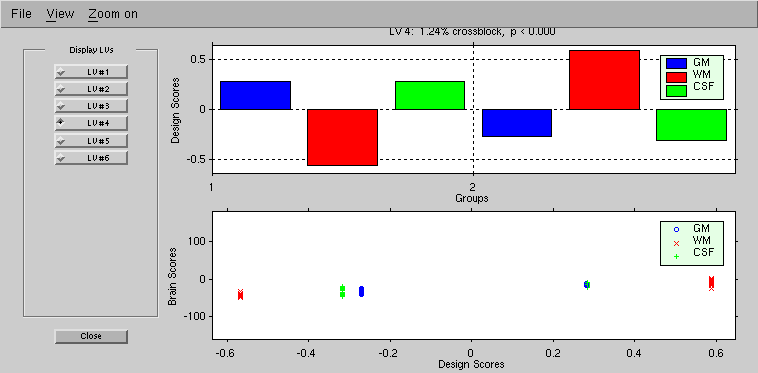 File View Zoom on
Display LVs
LV#1
LV#2
LV#3
LV#4
LV#5
LV#6
Close
LV 4: 1.24% crossblock, p < 0.000
Design Scores
0.5
0
-0.5
GM
WM
CSF
1 2
Groups
Brain Scores
100
0
-100
GM
WM
CSF
-0.6 -0.4 -0.2 0 0.2 0.4 0.6
Design Scores